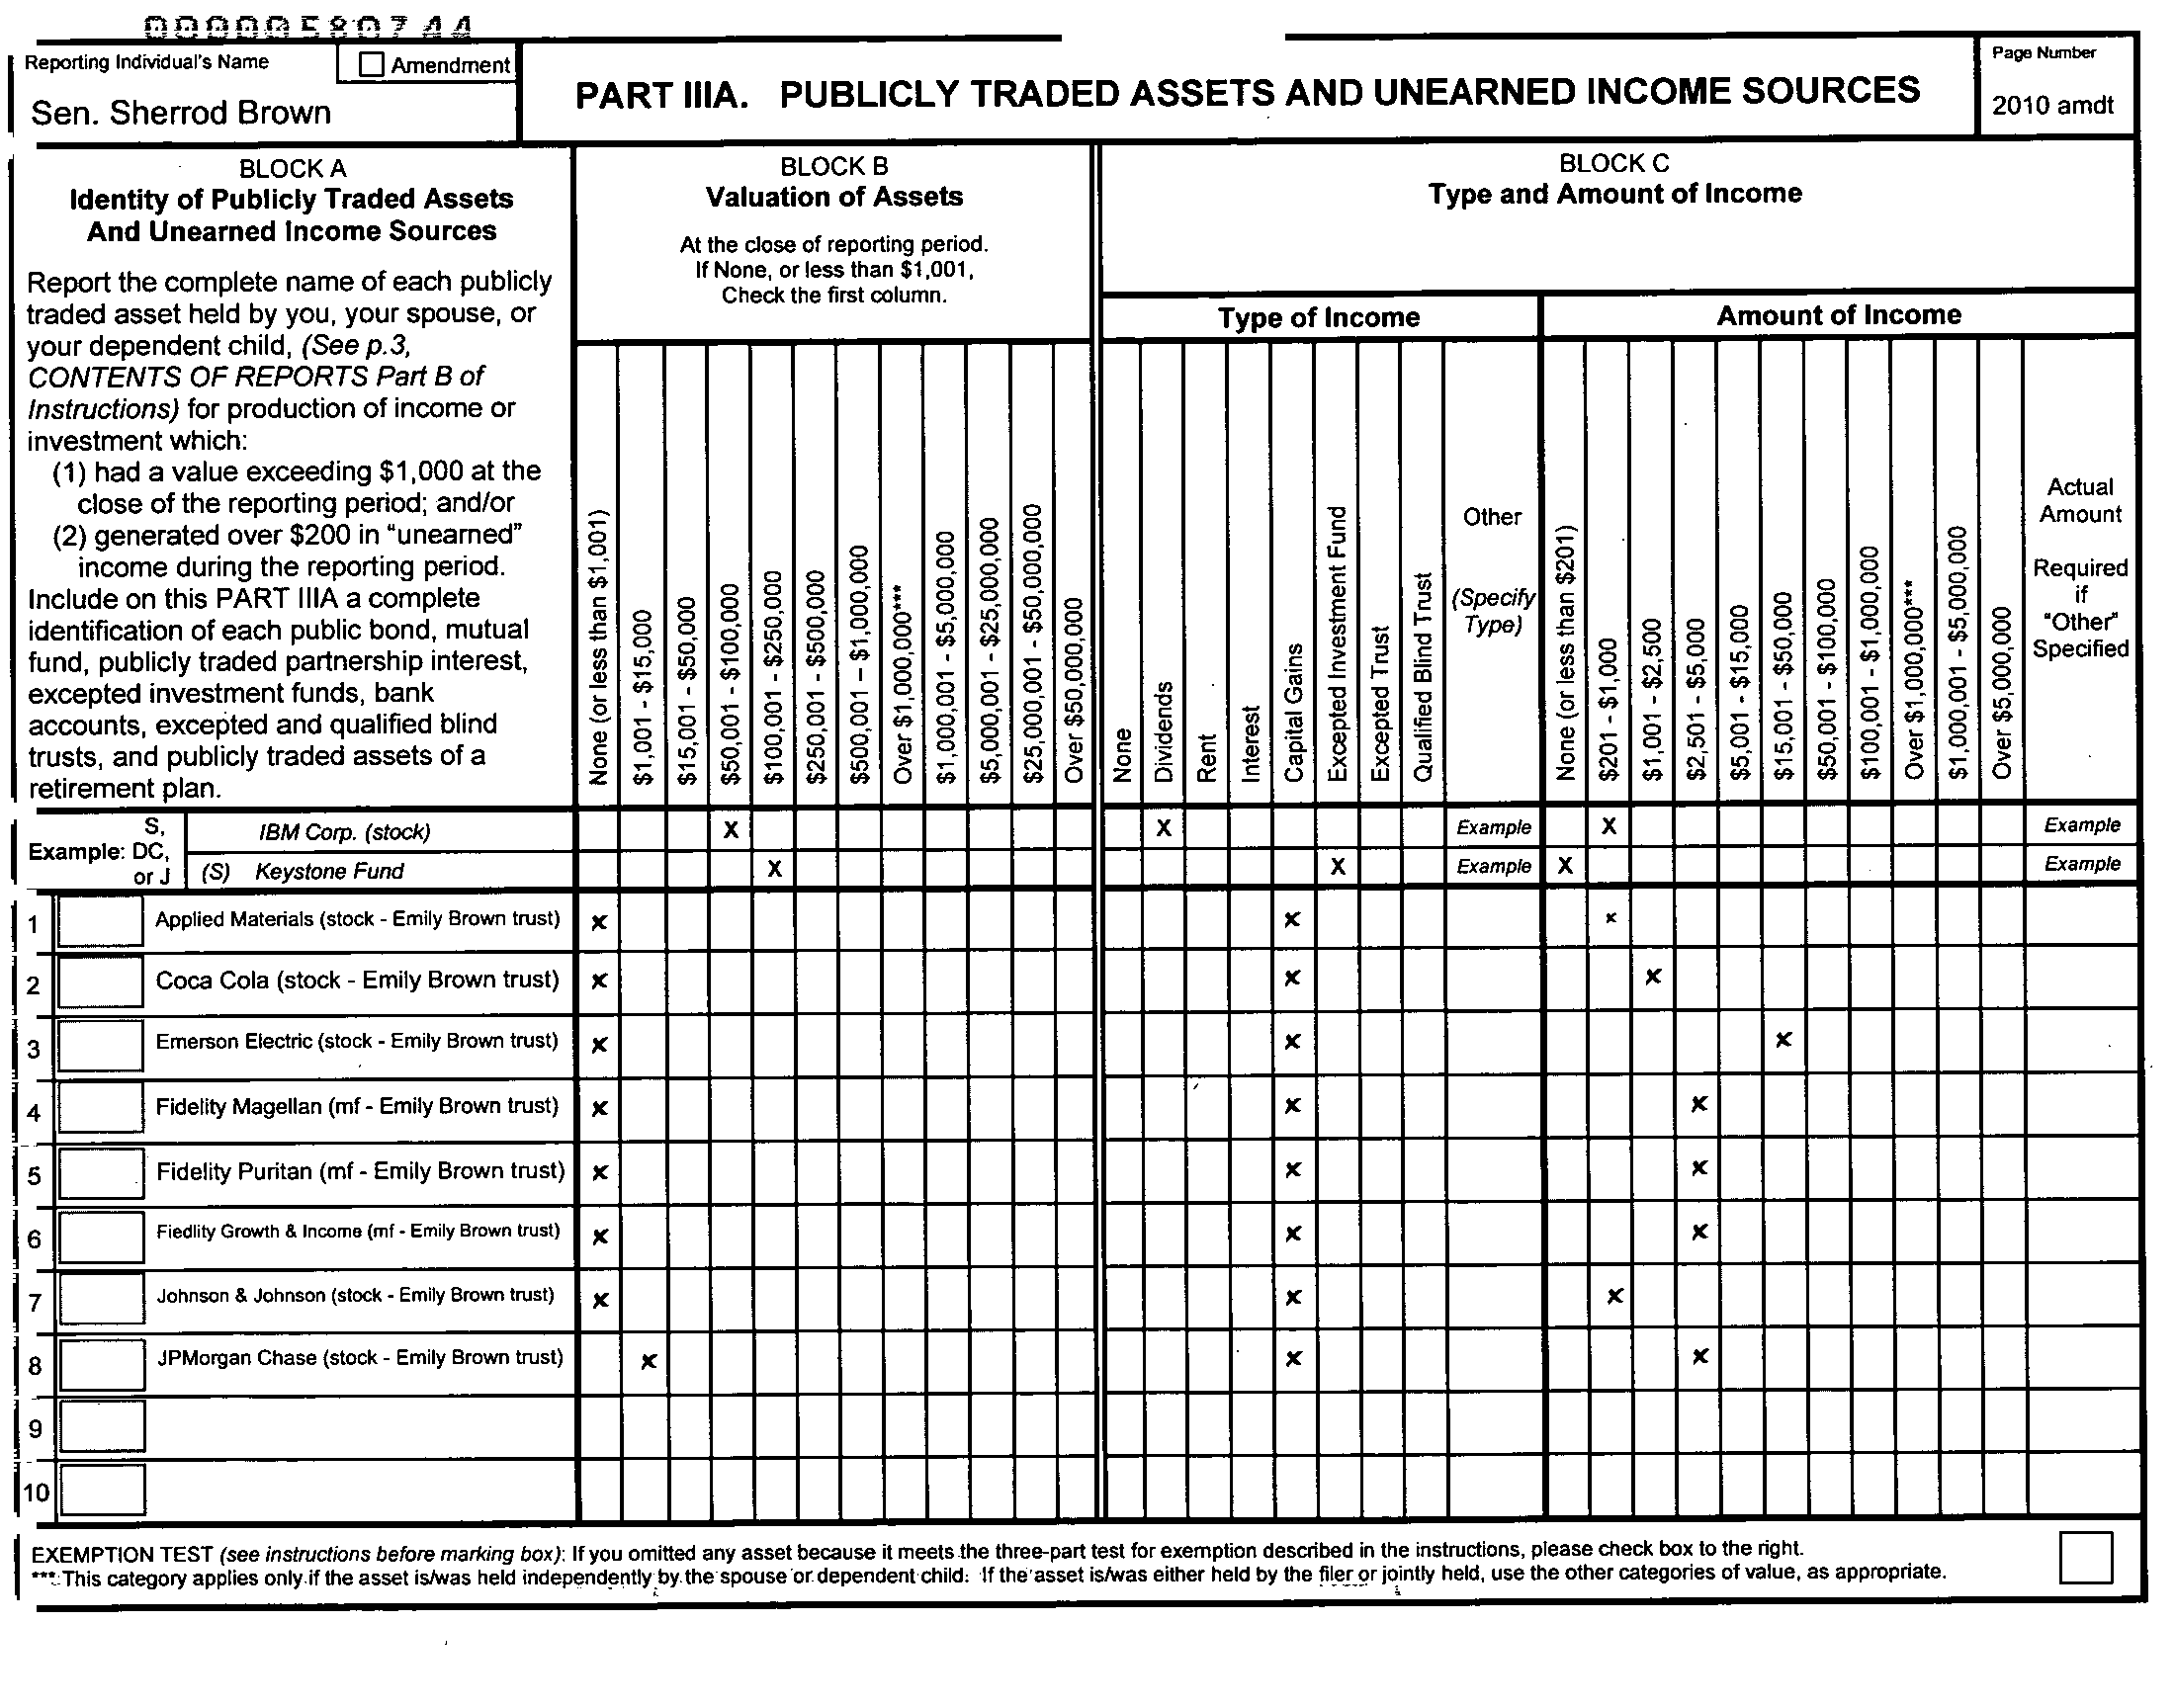 00000580744
Reporting Individual's Name
Amendment
Sen. Sherrod Brown
PART IIIA. PUBLICLY TRADED ASSETS AND UNEARNED INCOME SOURCES
Page Number
2010 amdt
BLOCK A
Identity of Publicly Traded Assets
And Unearned Income Sources
Report the complete name of each publicly
traded asset held by you, your spouse, or
your dependent child, (See p.3,
CONTENTS OF REPORTS Part B of
Instructions) for production of income or
investment which:
(1) had a value exceeding $1,000 at the
close of the reporting period; and/or
(2) generated over $200 in "unearned"
income during the reporting period.
Include on this PART IIIA a complete
identification of each public bond, mutual
fund, publicly traded partnership interest,
excepted investment funds, bank
accounts, excepted and qualified blind
trusts, and publicly traded assets of a
retirement plan.
BLOCK B
Valuation of Assets
At the close of reporting period.
If None, or less than $1,001,
Check the first column.
None (or less than $1,001)
$1,001 - $15,000
$15,001 - $50,000
$50,001 - $100,000
$100,001 - $250,000
$250,001 - $500,000
$500,001 - $1,000,000
Over $1,000,000***
$1,000,001 - $5,000,000
$5,000,001 - $25,000,000
$25,000,001 - $50,000,000
Over $50,000,000
BLOCK C
Type and Amount of Income
Type of Income
None
Dividends
Rent
Interest
Capital Gains
Excepted Investment Fund
Excepted Trust
Qualified Blind Trust
Other
(Specify
Type)
Amount of Income
None (or less than $201)
$201 - $1,000
$1,001 - $2,500
$2,501 - $5,000
$5,001 - $15,000
$15,001 - $50,000
$50,001 - $100,000
$100,001 - $1,000,000
Over $1,000,000***
$1,000,001 - $5,000,000
Over $5,000,000
Actual
Amount
Required
if
"Other"
Specified
Example:
S,
DC,
or J
IBM Corp. (stock) X X Example X Example
(S) Keystone Fund X X Example X Example
1 Applied Materials (stock - Emily Brown trust) x x x
2 Coca Cola (stock - Emily Brown trust) x x x
3 Emerson Electric (stock - Emily Brown trust) x x x
4 Fidelity Magellan (mf - Emily Brown trust) x x x
5 Fidelity Puritan (mf - Emily Brown trust) x x x
6 Fiedlity Growth & Income (mf - Emily Brown trust) x x x
7 Johnson & Johnson (stock - Emily Brown trust) x x x
8 JPMorgan Chase (stock - Emily Brown trust) x x x
9
10
EXEMPTION TEST (see instructions before marking box): If you omitted any asset because it meets the three-part test for exemption described in the instructions, please check box to the right.
*** This category applies only if the asset is/was held independently by the spouse or dependent child. If the asset is/was either held by the filer or jointly held, use the other categories of value, as appropriate.